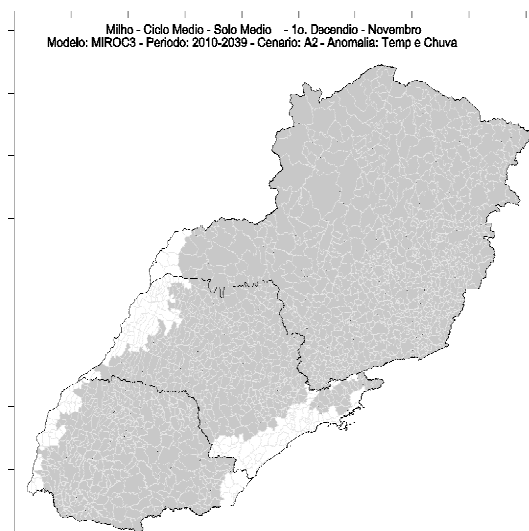 Milho - Ciclo Medio - Solo Medio - 1o. Decendio - Novembro
Modelo: MIROC3 - Periodo: 2010-2039 - Cenario: A2 - Anomalia: Temp e Chuva